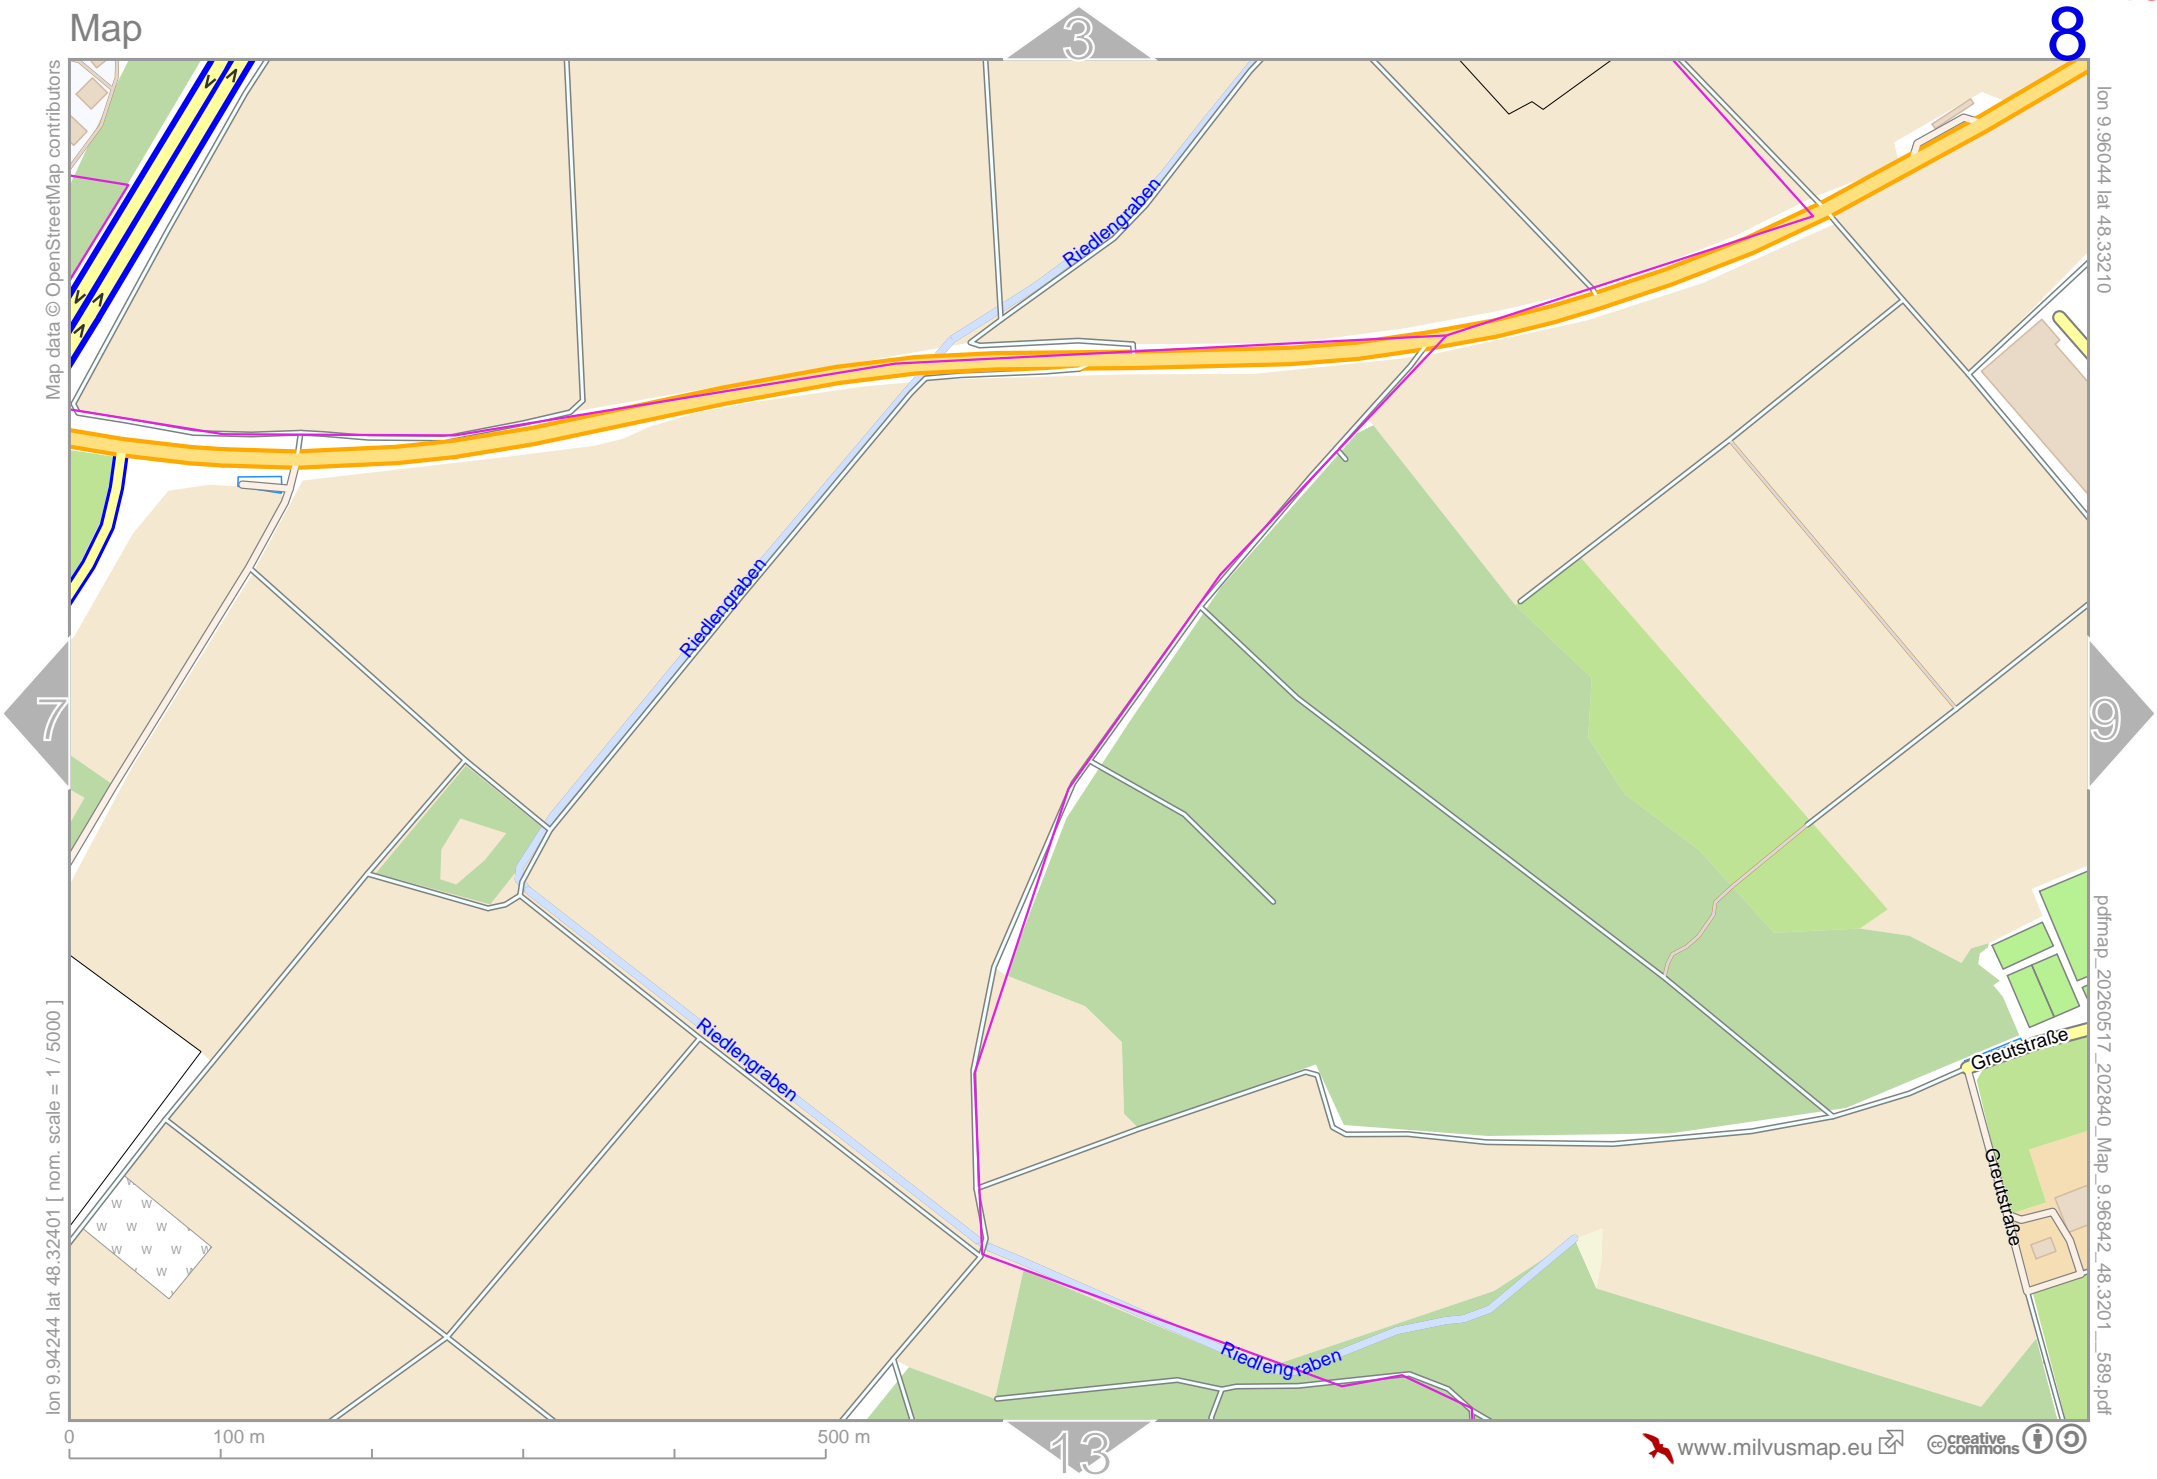 Map
3
8
Map data © OpenStreetMap contributors
lon 9.96044 lat 48.33210
Riedlengraben
Riedlengraben
7
9
Riedlengraben
Greutstraße
Greutstraße
Riedlengraben
lon 9.94244 lat 48.32401 [ nom. scale = 1 / 5000 ]
pdfmap_20260517_202840_Map_9.96842_48.3201__589.pdf
w w
w w w w
w w w w
w w
0 100 m 500 m
13
www.milvusmap.eu
cc creative commons